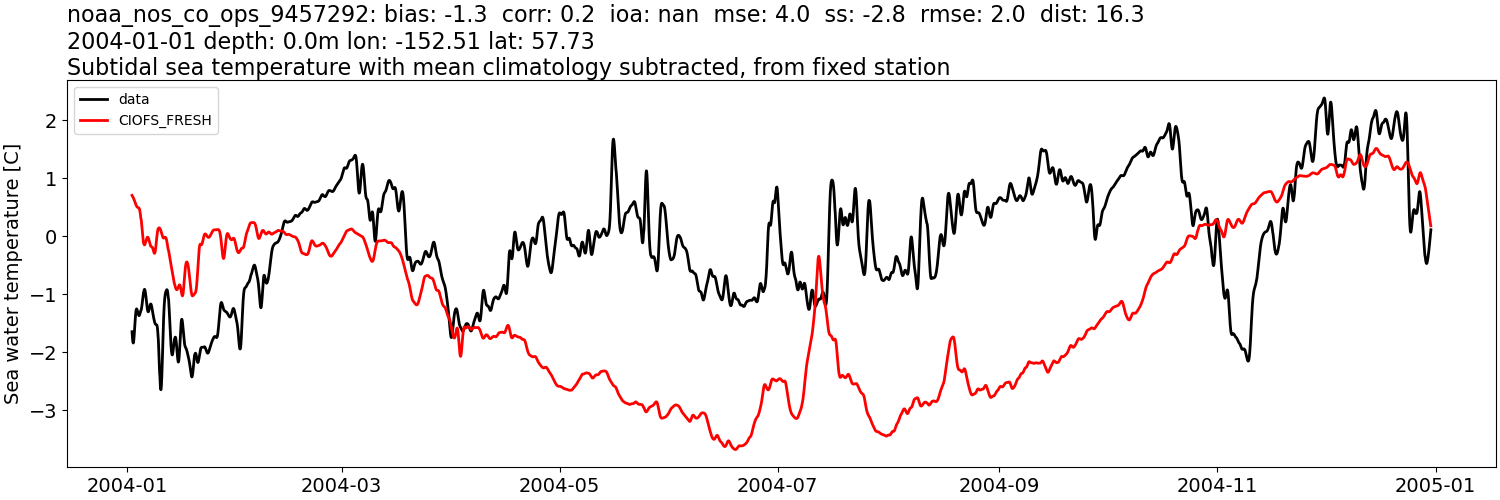 noaa_nos_co_ops_9457292: bias: -1.3  corr: 0.2  ioa: nan  mse: 4.0  ss: -2.8  rmse: 2.0  dist: 16.3
2004-01-01 depth: 0.0m lon: -152.51 lat: 57.73
Subtidal sea temperature with mean climatology subtracted, from fixed station
data
CIOFS_FRESH
Sea water temperature [C]
2
1
0
−1
−2
−3
2004-01
2004-03
2004-05
2004-07
2004-09
2004-11
2005-01